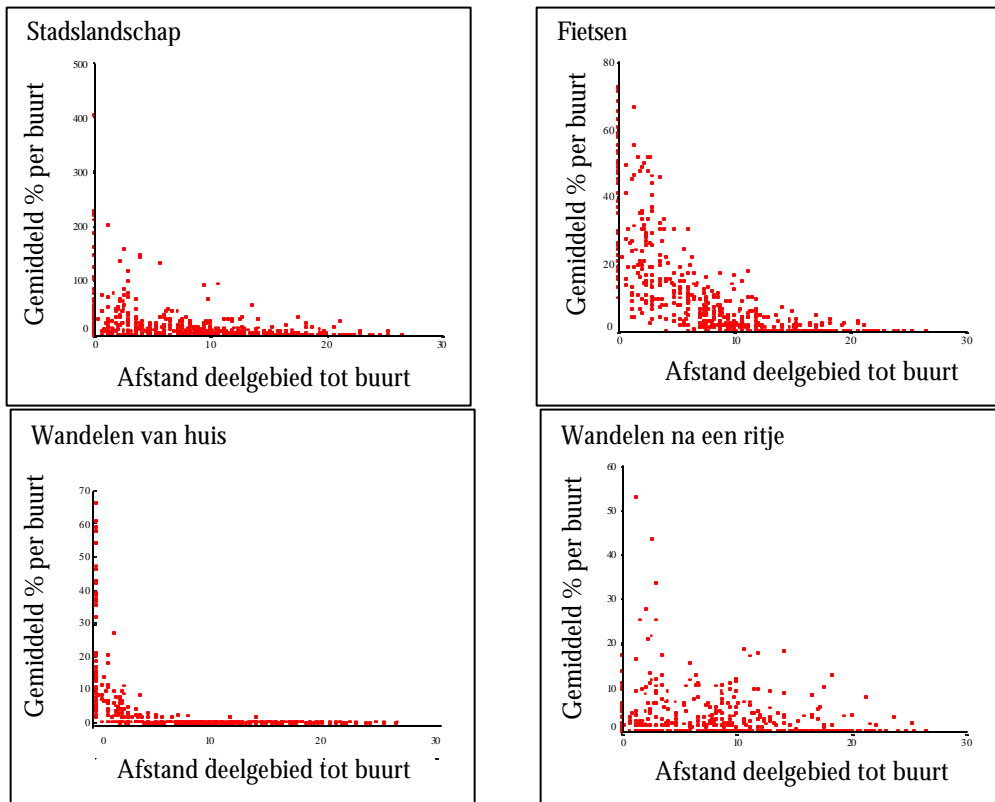 Stadslandschap
Gemiddeld % per buurt
500
400
300
200
100
0
0 10 20 30
Afstand deelgebied tot buurt
Fietsen
Gemiddeld % per buurt
80
60
40
20
0
0 10 20 30
Afstand deelgebied tot buurt
Wandelen van huis
Gemiddeld % per buurt
70
60
50
40
30
20
10
0
0 10 20 30
Afstand deelgebied tot buurt
Wandelen na een ritje
Gemiddeld % per buurt
60
50
40
30
20
10
0
0 10 20 30
Afstand deelgebied tot buurt